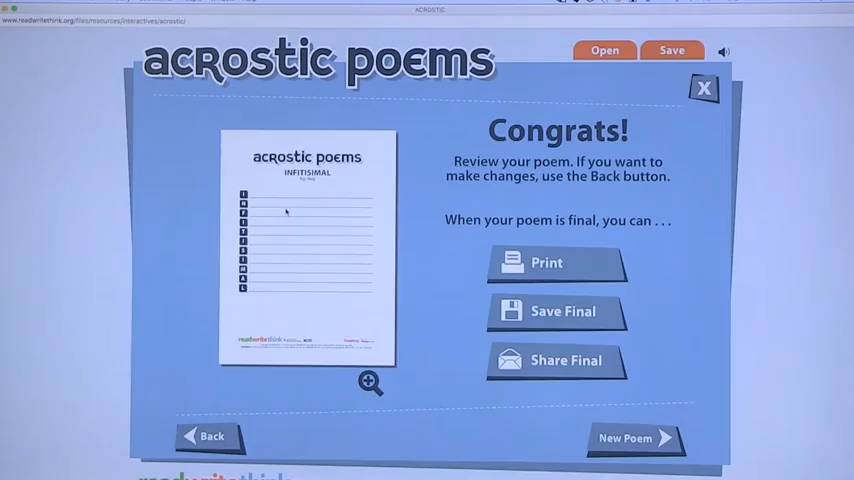 ACROSTIC
www.readwritethink.org/files/resources/interactives/acrostic/
acrostic poems
Open
Save
X
acrostic poems
INFITISIMAL
I
N
F
I
T
I
S
I
M
A
L
readwritethink
Congrats!
Review your poem. If you want to
make changes, use the Back button.
When your poem is final, you can . . .
Print
Save Final
Share Final
Back
New Poem
readwritethink